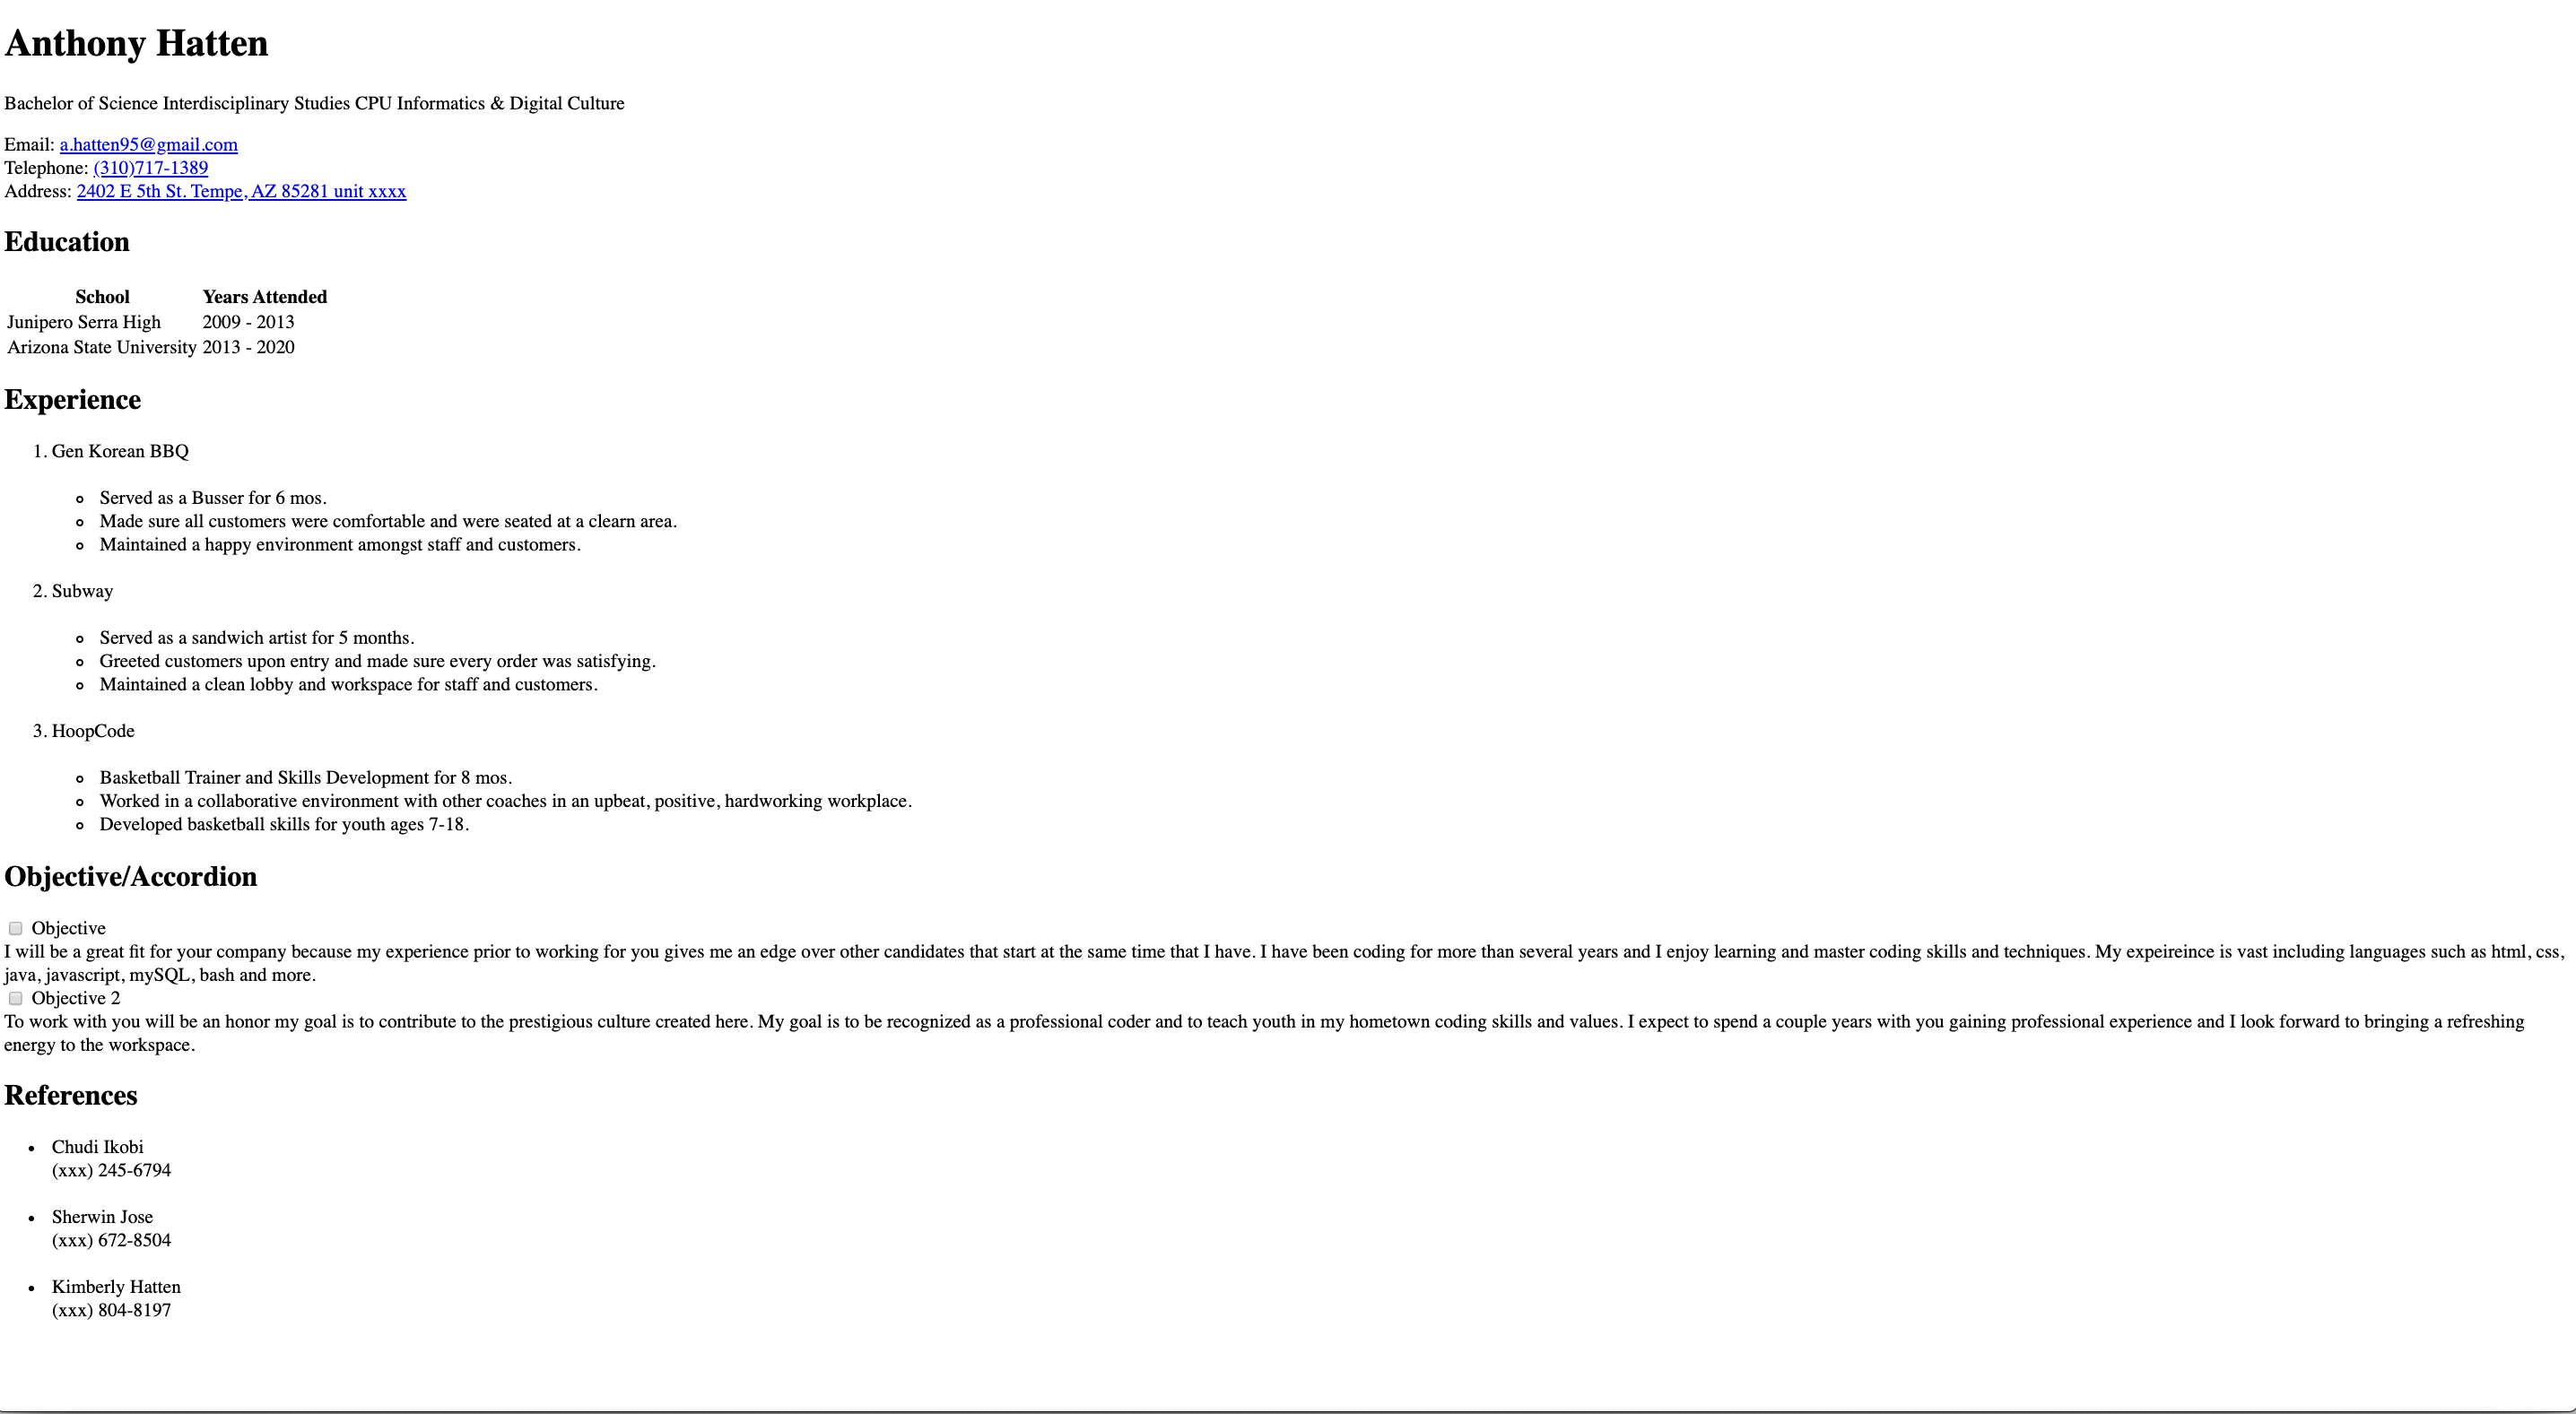 Anthony Hatten
Bachelor of Science Interdisciplinary Studies CPU Informatics & Digital Culture
Email: a.hatten95@gmail.com
Telephone: (310)717-1389
Address: 2402 E 5th St. Tempe, AZ 85281 unit xxxx
Education
School Years Attended
Junipero Serra High 2009 - 2013
Arizona State University 2013 - 2020
Experience
1. Gen Korean BBQ
Served as a Busser for 6 mos.
Made sure all customers were comfortable and were seated at a clearn area.
Maintained a happy environment amongst staff and customers.
2. Subway
Served as a sandwich artist for 5 months.
Greeted customers upon entry and made sure every order was satisfying.
Maintained a clean lobby and workspace for staff and customers.
3. HoopCode
Basketball Trainer and Skills Development for 8 mos.
Worked in a collaborative environment with other coaches in an upbeat, positive, hardworking workplace.
Developed basketball skills for youth ages 7-18.
Objective/Accordion
Objective
I will be a great fit for your company because my experience prior to working for you gives me an edge over other candidates that start at the same time that I have. I have been coding for more than several years and I enjoy learning and master coding skills and techniques. My expeireince is vast including languages such as html, css,
java, javascript, mySQL, bash and more.
Objective 2
To work with you will be an honor my goal is to contribute to the prestigious culture created here. My goal is to be recognized as a professional coder and to teach youth in my hometown coding skills and values. I expect to spend a couple years with you gaining professional experience and I look forward to bringing a refreshing
energy to the workspace.
References
Chudi Ikobi
(xxx) 245-6794
Sherwin Jose
(xxx) 672-8504
Kimberly Hatten
(xxx) 804-8197